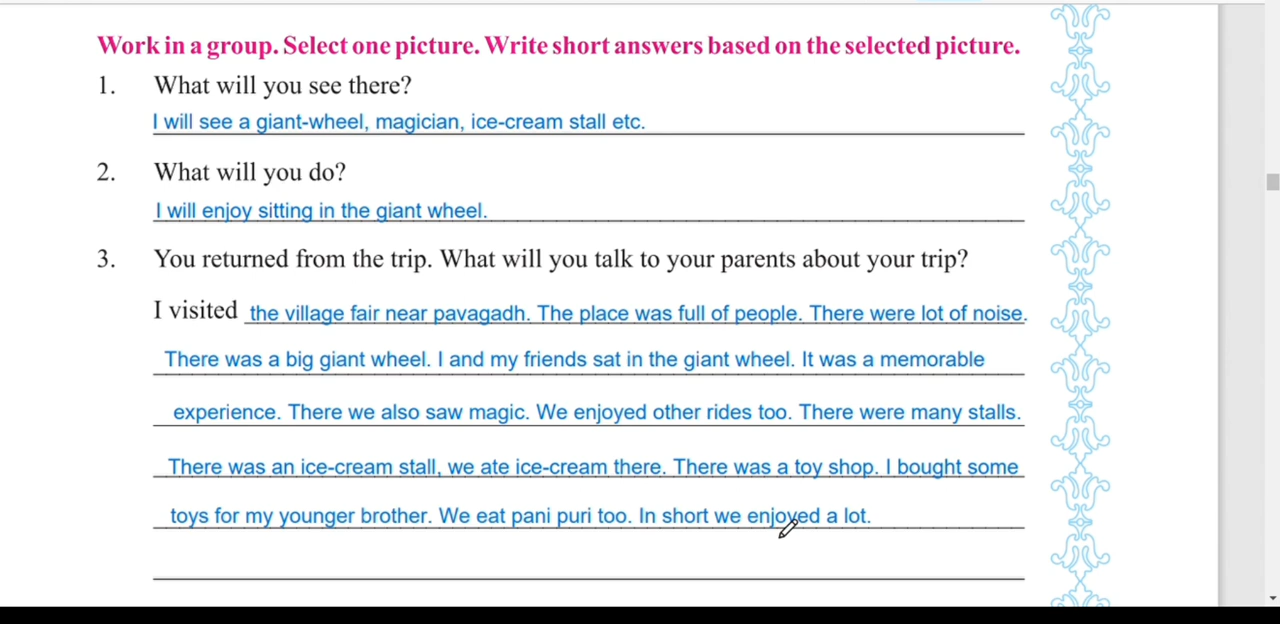 Work in a group. Select one picture. Write short answers based on the selected picture.
1. What will you see there?
I will see a giant-wheel, magician, ice-cream stall etc.
2. What will you do?
I will enjoy sitting in the giant wheel.
3. You returned from the trip. What will you talk to your parents about your trip?
I visited the village fair near pavagadh. The place was full of people. There were lot of noise.
There was a big giant wheel. I and my friends sat in the giant wheel. It was a memorable
experience. There we also saw magic. We enjoyed other rides too. There were many stalls.
There was an ice-cream stall, we ate ice-cream there. There was a toy shop. I bought some
toys for my younger brother. We eat pani puri too. In short we enjoyed a lot.